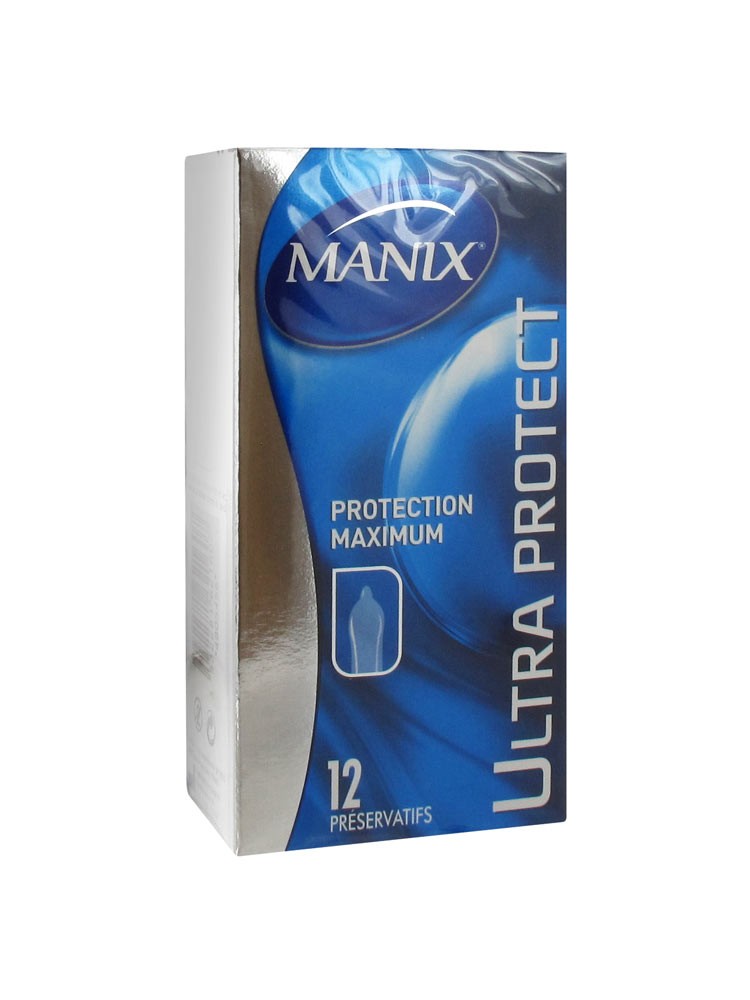 MANIX®
PROTECTION
MAXIMUM
12
PRÉSERVATIFS
ULTRA PROTECT